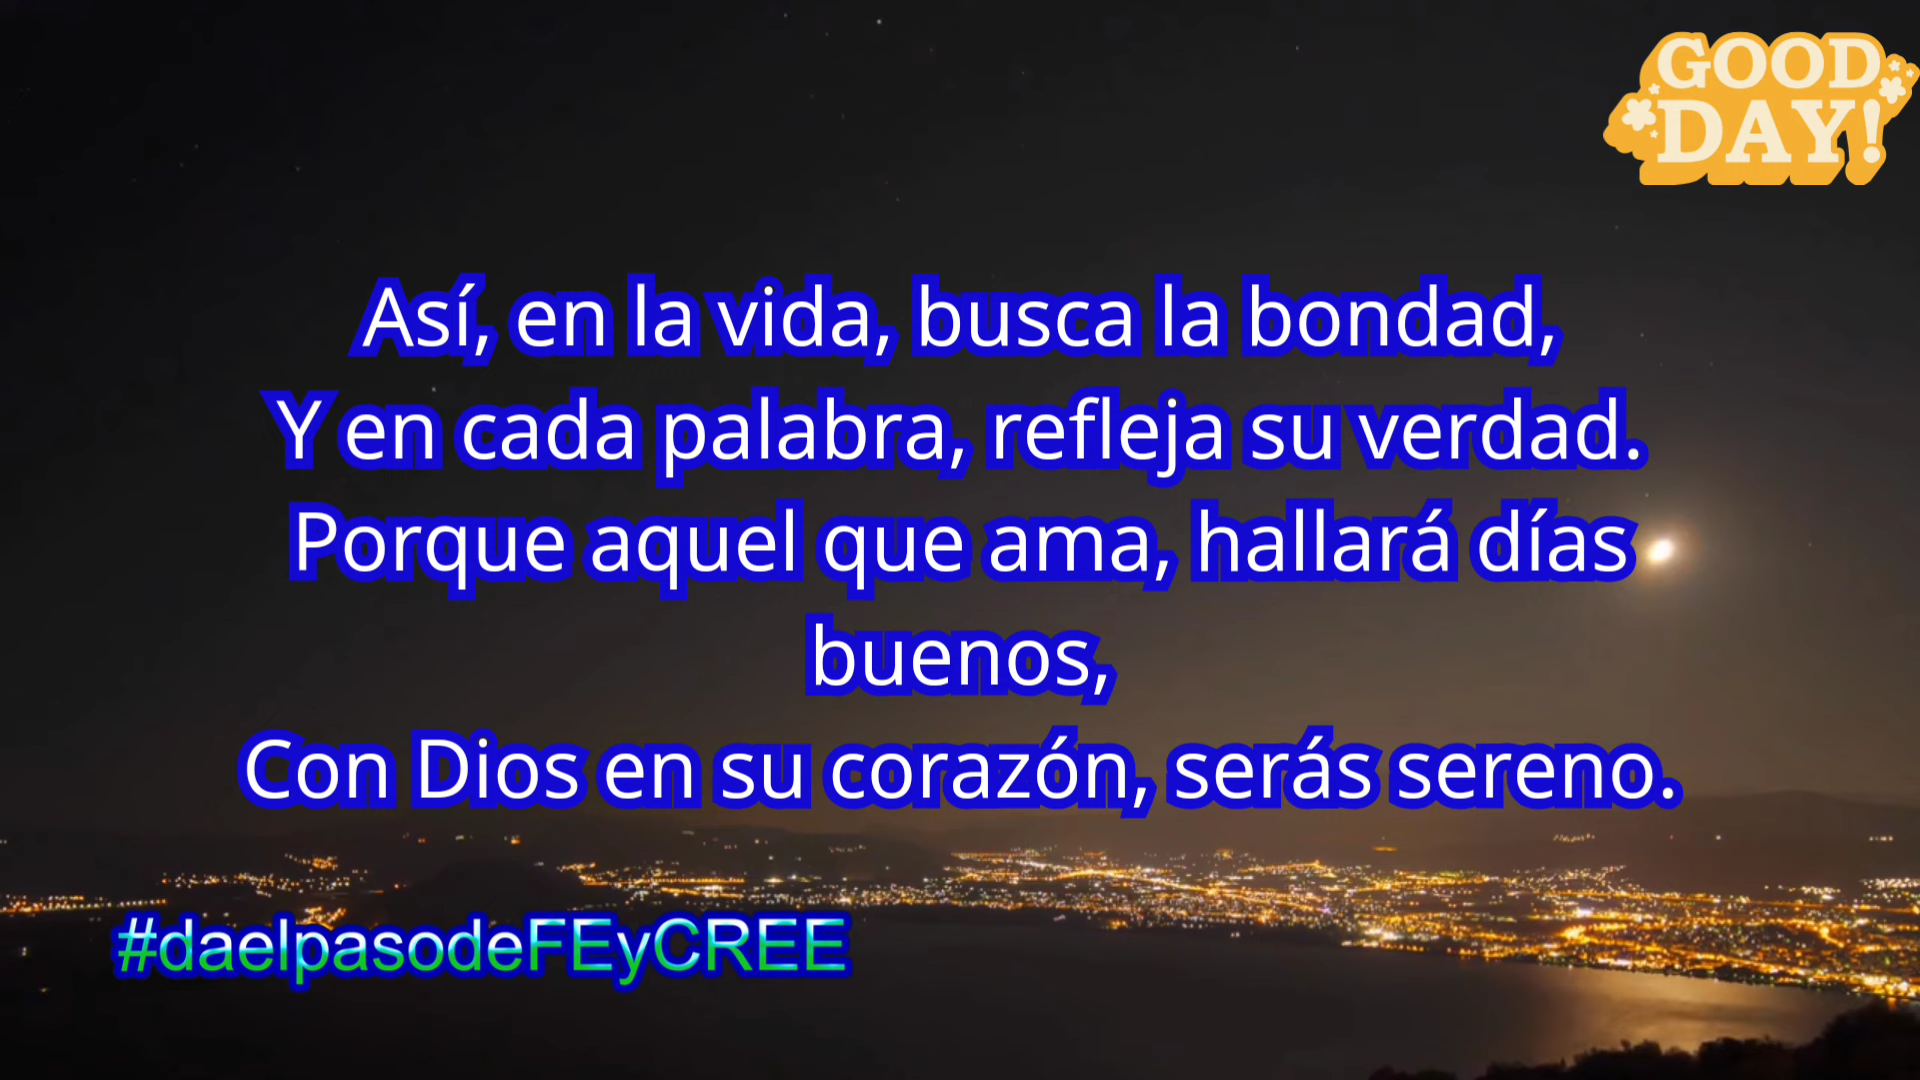 GOOD
DAY!
Así, en la vida, busca la bondad,
Y en cada palabra, refleja su verdad.
Porque aquel que ama, hallará días
buenos,
Con Dios en su corazón, serás sereno.
#daelpasodeFEyCREE